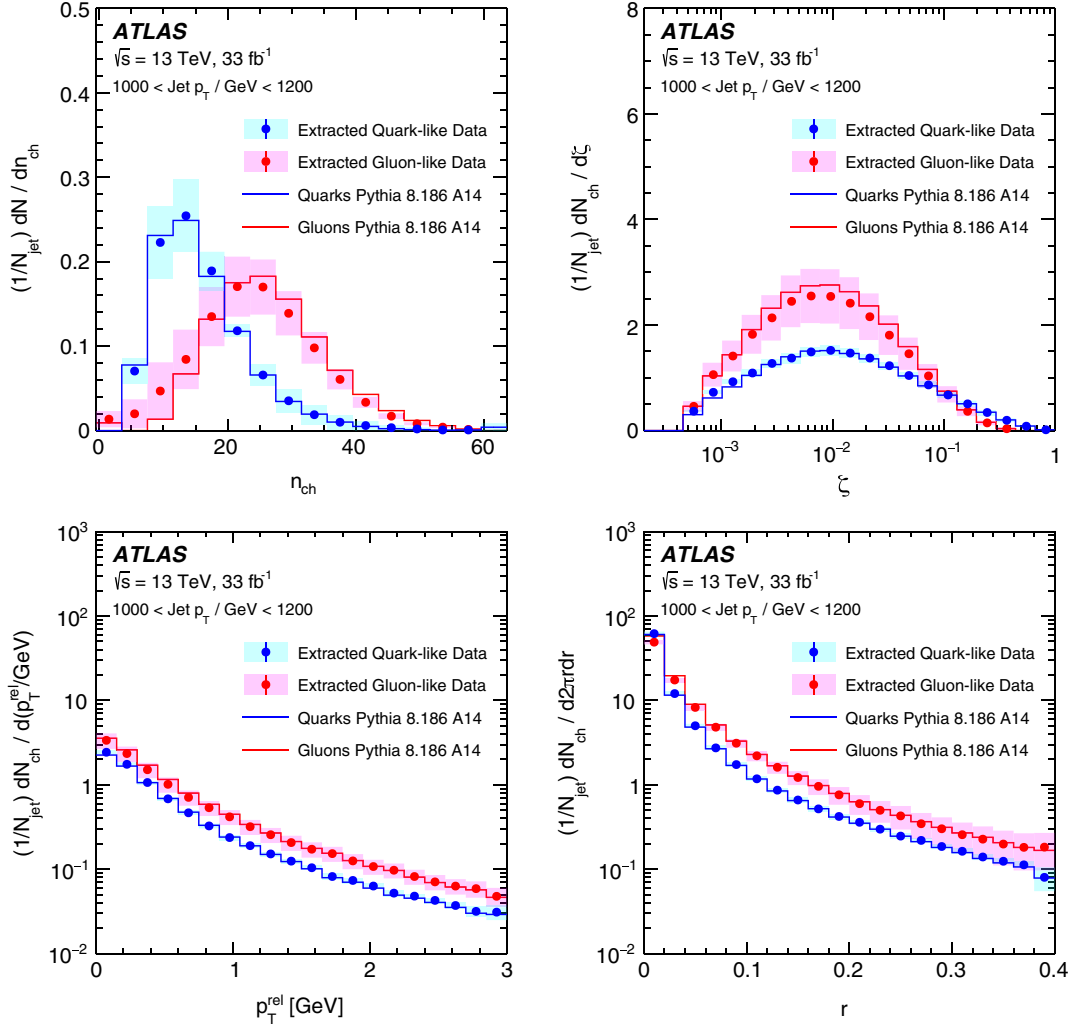 ATLAS
√s = 13 TeV, 33 fb⁻¹
1000 < Jet p_T / GeV < 1200
Extracted Quark-like Data
Extracted Gluon-like Data
Quarks Pythia 8.186 A14
Gluons Pythia 8.186 A14
(1/N_jet) dN / dn_ch
0.5
0.4
0.3
0.2
0.1
0
0 20 40 60
n_ch
ATLAS
√s = 13 TeV, 33 fb⁻¹
1000 < Jet p_T / GeV < 1200
Extracted Quark-like Data
Extracted Gluon-like Data
Quarks Pythia 8.186 A14
Gluons Pythia 8.186 A14
(1/N_jet) dN_ch / dζ
8
6
4
2
0
10⁻³ 10⁻² 10⁻¹ 1
ζ
ATLAS
√s = 13 TeV, 33 fb⁻¹
1000 < Jet p_T / GeV < 1200
Extracted Quark-like Data
Extracted Gluon-like Data
Quarks Pythia 8.186 A14
Gluons Pythia 8.186 A14
(1/N_jet) dN_ch / d(p_T^rel/GeV)
10³
10²
10
1
10⁻¹
10⁻²
0 1 2 3
p_T^rel [GeV]
ATLAS
√s = 13 TeV, 33 fb⁻¹
1000 < Jet p_T / GeV < 1200
Extracted Quark-like Data
Extracted Gluon-like Data
Quarks Pythia 8.186 A14
Gluons Pythia 8.186 A14
(1/N_jet) dN_ch / d2πrdr
10³
10²
10
1
10⁻¹
10⁻²
0 0.1 0.2 0.3 0.4
r